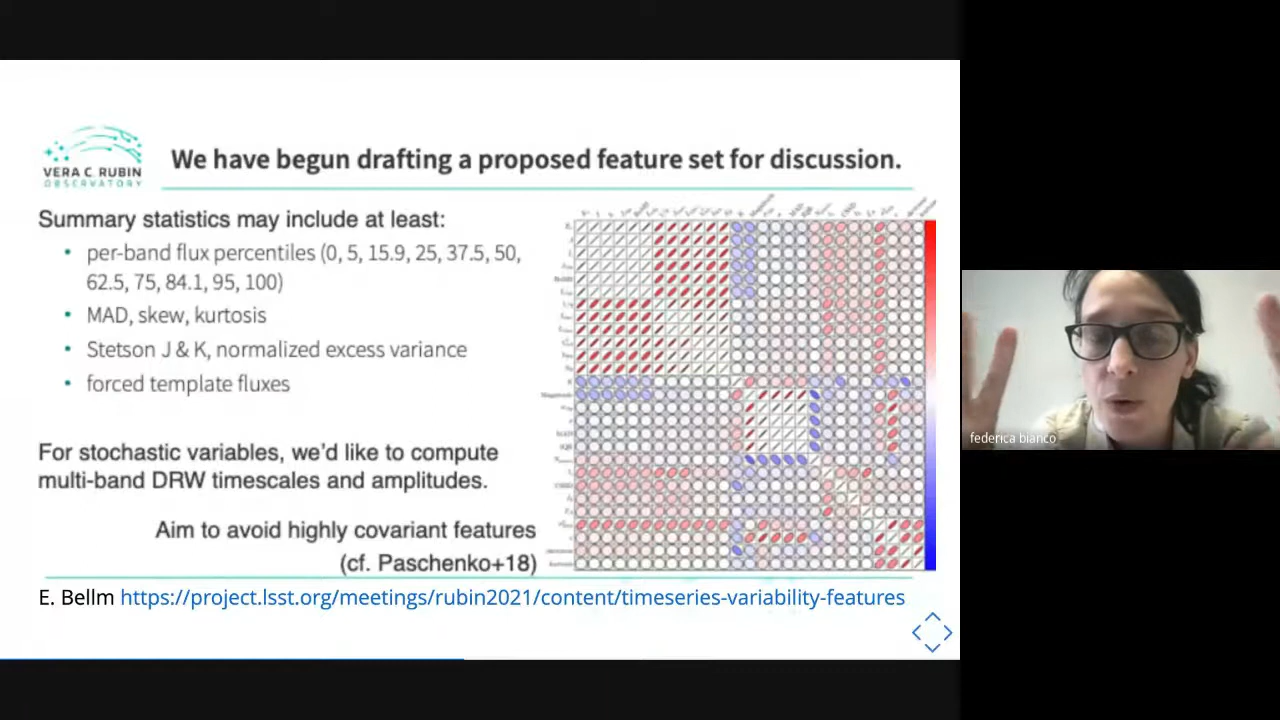 VERA C. RUBIN
OBSERVATORY
We have begun drafting a proposed feature set for discussion.
Summary statistics may include at least:
• per-band flux percentiles (0, 5, 15.9, 25, 37.5, 50,
62.5, 75, 84.1, 95, 100)
• MAD, skew, kurtosis
• Stetson J & K, normalized excess variance
• forced template fluxes
For stochastic variables, we’d like to compute
multi-band DRW timescales and amplitudes.
Aim to avoid highly covariant features
(cf. Paschenko+18)
E. Bellm https://project.lsst.org/meetings/rubin2021/content/timeseries-variability-features
federica bianco